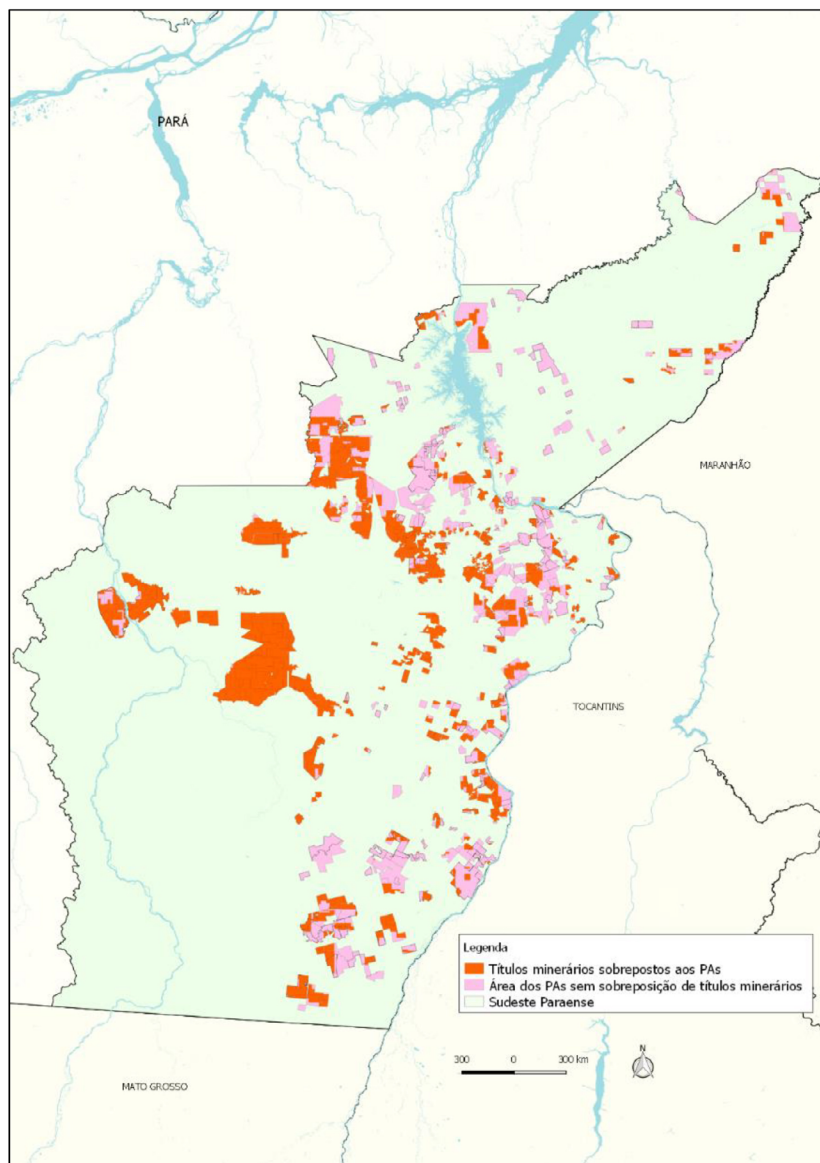 PARÁ
MARANHÃO
TOCANTINS
Legenda
Títulos minerários sobrepostos aos PAs
Área dos PAs sem sobreposição de títulos minerários
Sudeste Paraense
N
300 0 300 km
MATO GROSSO